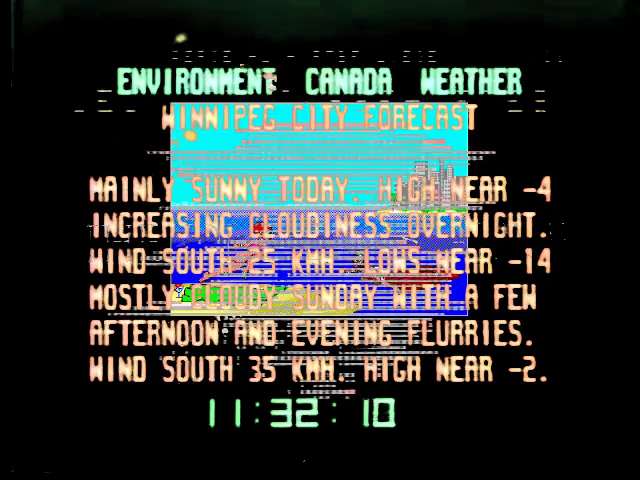 ENVIRONMENT CANADA WEATHER
WINNIPEG CITY FORECAST
MAINLY SUNNY TODAY. HIGH NEAR -4
INCREASING CLOUDINESS OVERNIGHT.
WIND SOUTH 25 KMH. LOWS NEAR -14
MOSTLY CLOUDY SUNDAY WITH A FEW
AFTERNOON AND EVENING FLURRIES.
WIND SOUTH 35 KMH. HIGH NEAR -2.
11:32:10